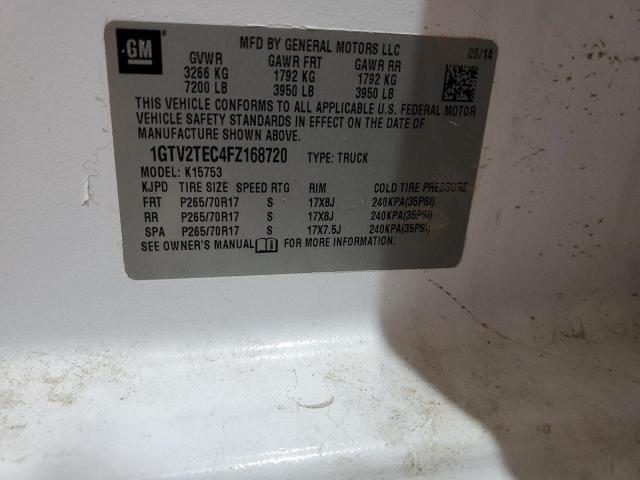 GM
MFD BY GENERAL MOTORS LLC 09/14
GVWR GAWR FRT GAWR RR
3266 KG 1792 KG 1792 KG
7200 LB 3950 LB 3950 LB
THIS VEHICLE CONFORMS TO ALL APPLICABLE U.S. FEDERAL MOTOR
VEHICLE SAFETY STANDARDS IN EFFECT ON THE DATE OF
MANUFACTURE SHOWN ABOVE.
1GTV2TEC4FZ168720 TYPE: TRUCK
MODEL: K15753
KJPD TIRE SIZE SPEED RTG RIM COLD TIRE PRESSURE
FRT P265/70R17 S 17X8J 240KPA(35PSI)
RR P265/70R17 S 17X8J 240KPA(35PSI)
SPA P265/70R17 S 17X7.5J 240KPA(35PSI)
SEE OWNER'S MANUAL FOR MORE INFORMATION.